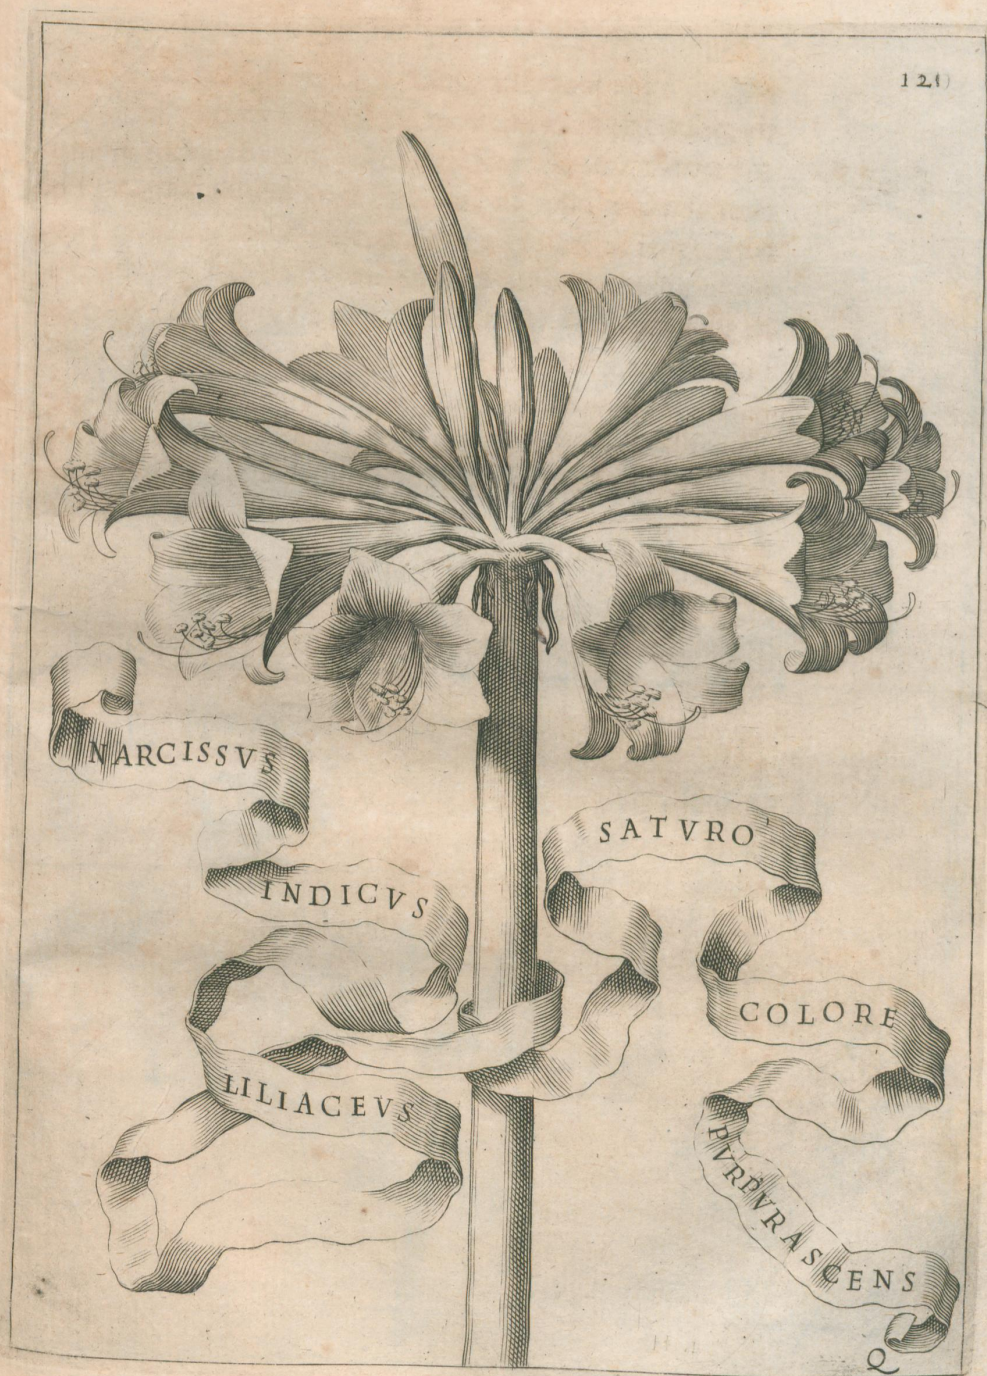 121
NARCISSVS
INDICVS
LILIACEVS
SATVRO
COLORE
PVRPVRASCENS
Q